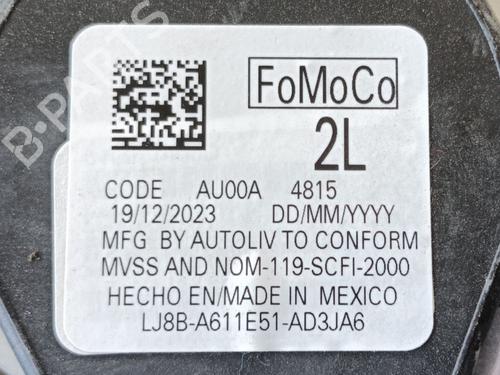 B-PARTS
FoMoCo
2L
CODE AU00A 4815
19/12/2023 DD/MM/YYYY
MFG BY AUTOLIV TO CONFORM
MVSS AND NOM-119-SCFI-2000
HECHO EN/MADE IN MEXICO
LJ8B-A611E51-AD3JA6